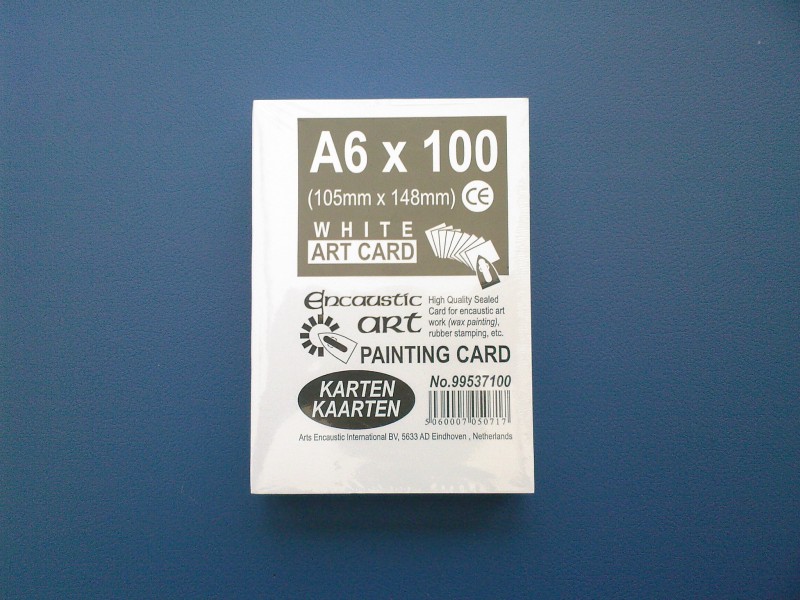 A6 x 100
(105mm x 148mm) CE
WHITE
ART CARD
Encaustic
art
High Quality Sealed
Card for encaustic art
work (wax painting),
rubber stamping, etc.
PAINTING CARD
KARTEN
KAARTEN
No.99537100
5 060007 050717
Arts Encaustic International BV, 5633 AD Eindhoven , Netherlands